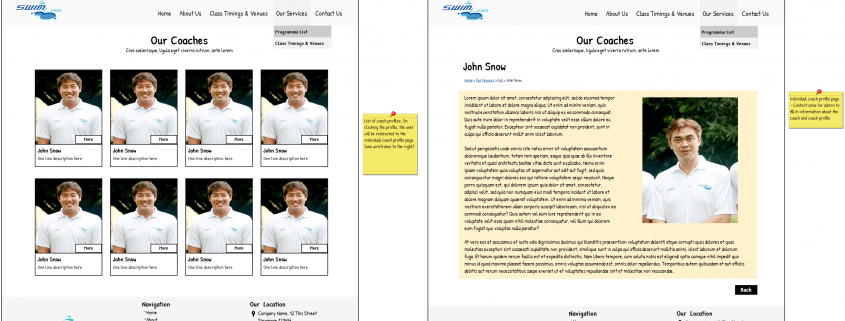 SWIM
Home About Us Class Timings & Venues Our Services Contact Us
Programme List
Class Timings & Venues
Our Coaches
Cras scelerisque, ligula eget viverra rutrum, ante lorem
More More More More
John Snow John Snow John Snow John Snow
One line description here One line description here One line description here One line description here
More More More More
John Snow John Snow John Snow John Snow
One line description here One line description here One line description here One line description here
Navigation
Home
About
Our Location
Company Name, 12 This Street
List of coach profiles. On
clicking the profile, the user
will be redirected to the
individual coach profile page
(see wireframe to the right)
SWIM
Home About Us Class Timings & Venues Our Services Contact Us
Programme List
Class Timings & Venues
Our Coaches
Cras scelerisque, ligula eget viverra rutrum, ante lorem
John Snow
Lorem ipsum dolor sit amet, consectetur adipiscing elit, sed do eiusmod tempor
incididunt ut labore et dolore magna aliqua. Ut enim ad minim veniam, quis
nostrud exercitation ullamco laboris nisi ut aliquip ex ea commodo consequat.
Duis aute irure dolor in reprehenderit in voluptate velit esse cillum dolore eu
fugiat nulla pariatur. Excepteur sint occaecat cupidatat non proident, sunt in
culpa qui officia deserunt mollit anim id est laborum.
Sed ut perspiciatis unde omnis iste natus error sit voluptatem accusantium
doloremque laudantium, totam rem aperiam, eaque ipsa quae ab illo inventore
veritatis et quasi architecto beatae vitae dicta sunt explicabo. Nemo enim
ipsam voluptatem quia voluptas sit aspernatur aut odit aut fugit, sed quia
consequuntur magni dolores eos qui ratione voluptatem sequi nesciunt. Neque
porro quisquam est, qui dolorem ipsum quia dolor sit amet, consectetur,
adipisci velit, sed quia non numquam eius modi tempora incidunt ut labore et
dolore magnam aliquam quaerat voluptatem. Ut enim ad minima veniam, quis
nostrum exercitationem ullam corporis suscipit laboriosam, nisi ut aliquid ex ea
commodi consequatur? Quis autem vel eum iure reprehenderit qui in ea
voluptate velit esse quam nihil molestiae consequatur, vel illum qui dolorem
eum fugiat quo voluptas nulla pariatur?
At vero eos et accusamus et iusto odio dignissimos ducimus qui blanditiis praesentium voluptatum deleniti atque corrupti quos dolores et quas
molestias excepturi sint occaecati cupiditate non provident, similique sunt in culpa qui officia deserunt mollitia animi, id est laborum et dolorum
fuga. Et harum quidem rerum facilis est et expedita distinctio. Nam libero tempore, cum soluta nobis est eligendi optio cumque nihil impedit quo
minus id quod maxime placeat facere possimus, omnis voluptas assumenda est, omnis dolor repellendus. Temporibus autem quibusdam et aut officiis
debitis aut rerum necessitatibus saepe eveniet ut et voluptates repudiandae sint et molestiae non recusandae.
Back
Navigation
Our Location
Company Name, 12 This Street
Individual coach profile page
- Content area for admin to
fill in information about the
coach and coach profile